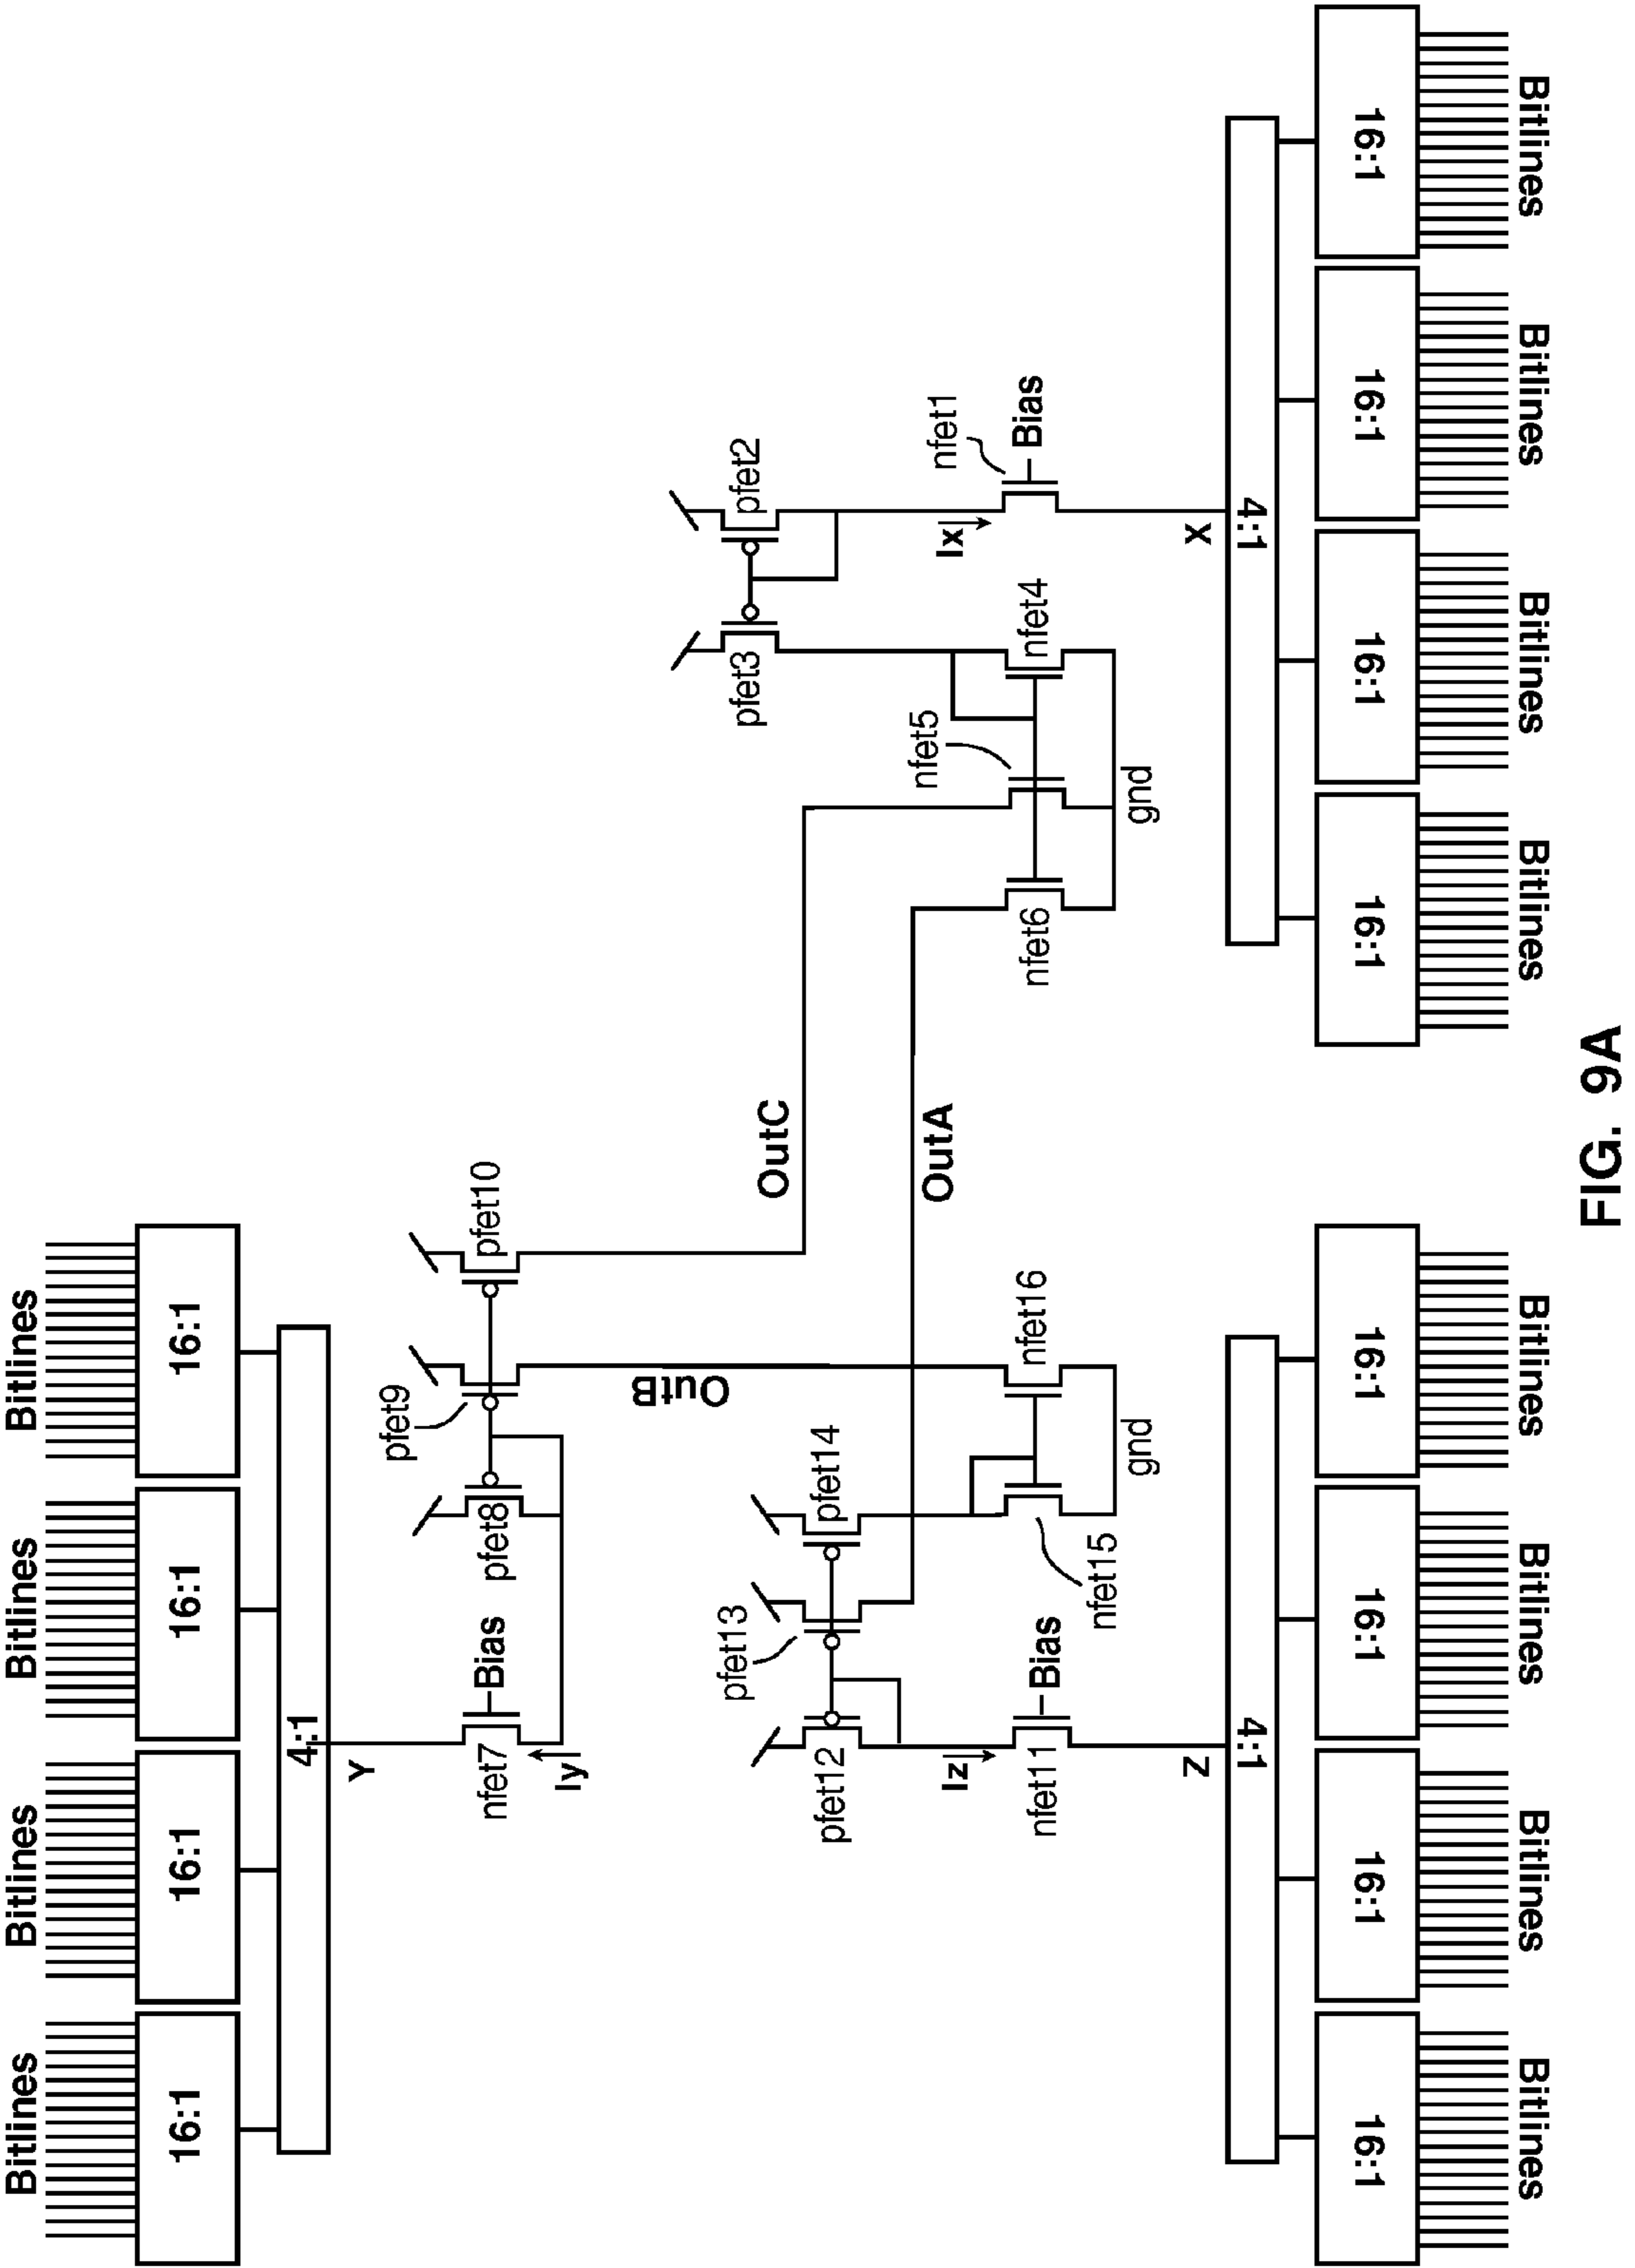 Bitlines
Bitlines
Bitlines
Bitlines
16:1
16:1
16:1
16:1
4:1
Y
nfet7
Bias
Iy
pfet8
pfet9
pfet10
OutB
OutC
OutA
pfet12
pfet13
pfet14
Iz
nfet11
Bias
nfet15
nfet16
gnd
Z
4:1
16:1
16:1
16:1
16:1
Bitlines
Bitlines
Bitlines
Bitlines
pfet3
pfet2
nfet6
nfet5
nfet4
gnd
Ix
nfet1
Bias
X
4:1
16:1
16:1
16:1
16:1
Bitlines
Bitlines
Bitlines
Bitlines
FIG. 9A